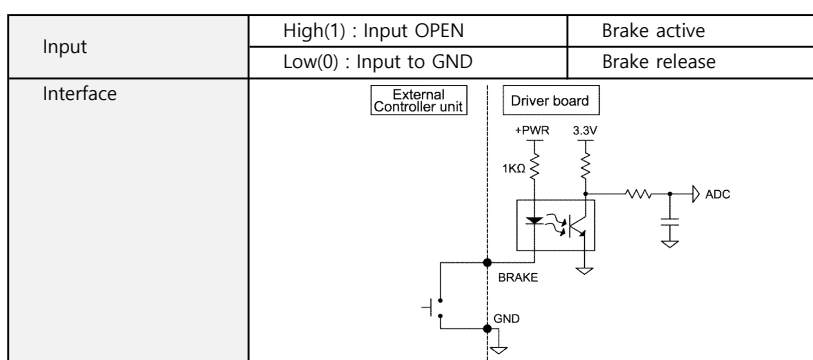 Input
High(1) : Input OPEN
Brake active
Low(0) : Input to GND
Brake release
Interface
External
Controller unit
Driver board
+PWR
3.3V
1KΩ
ADC
BRAKE
GND